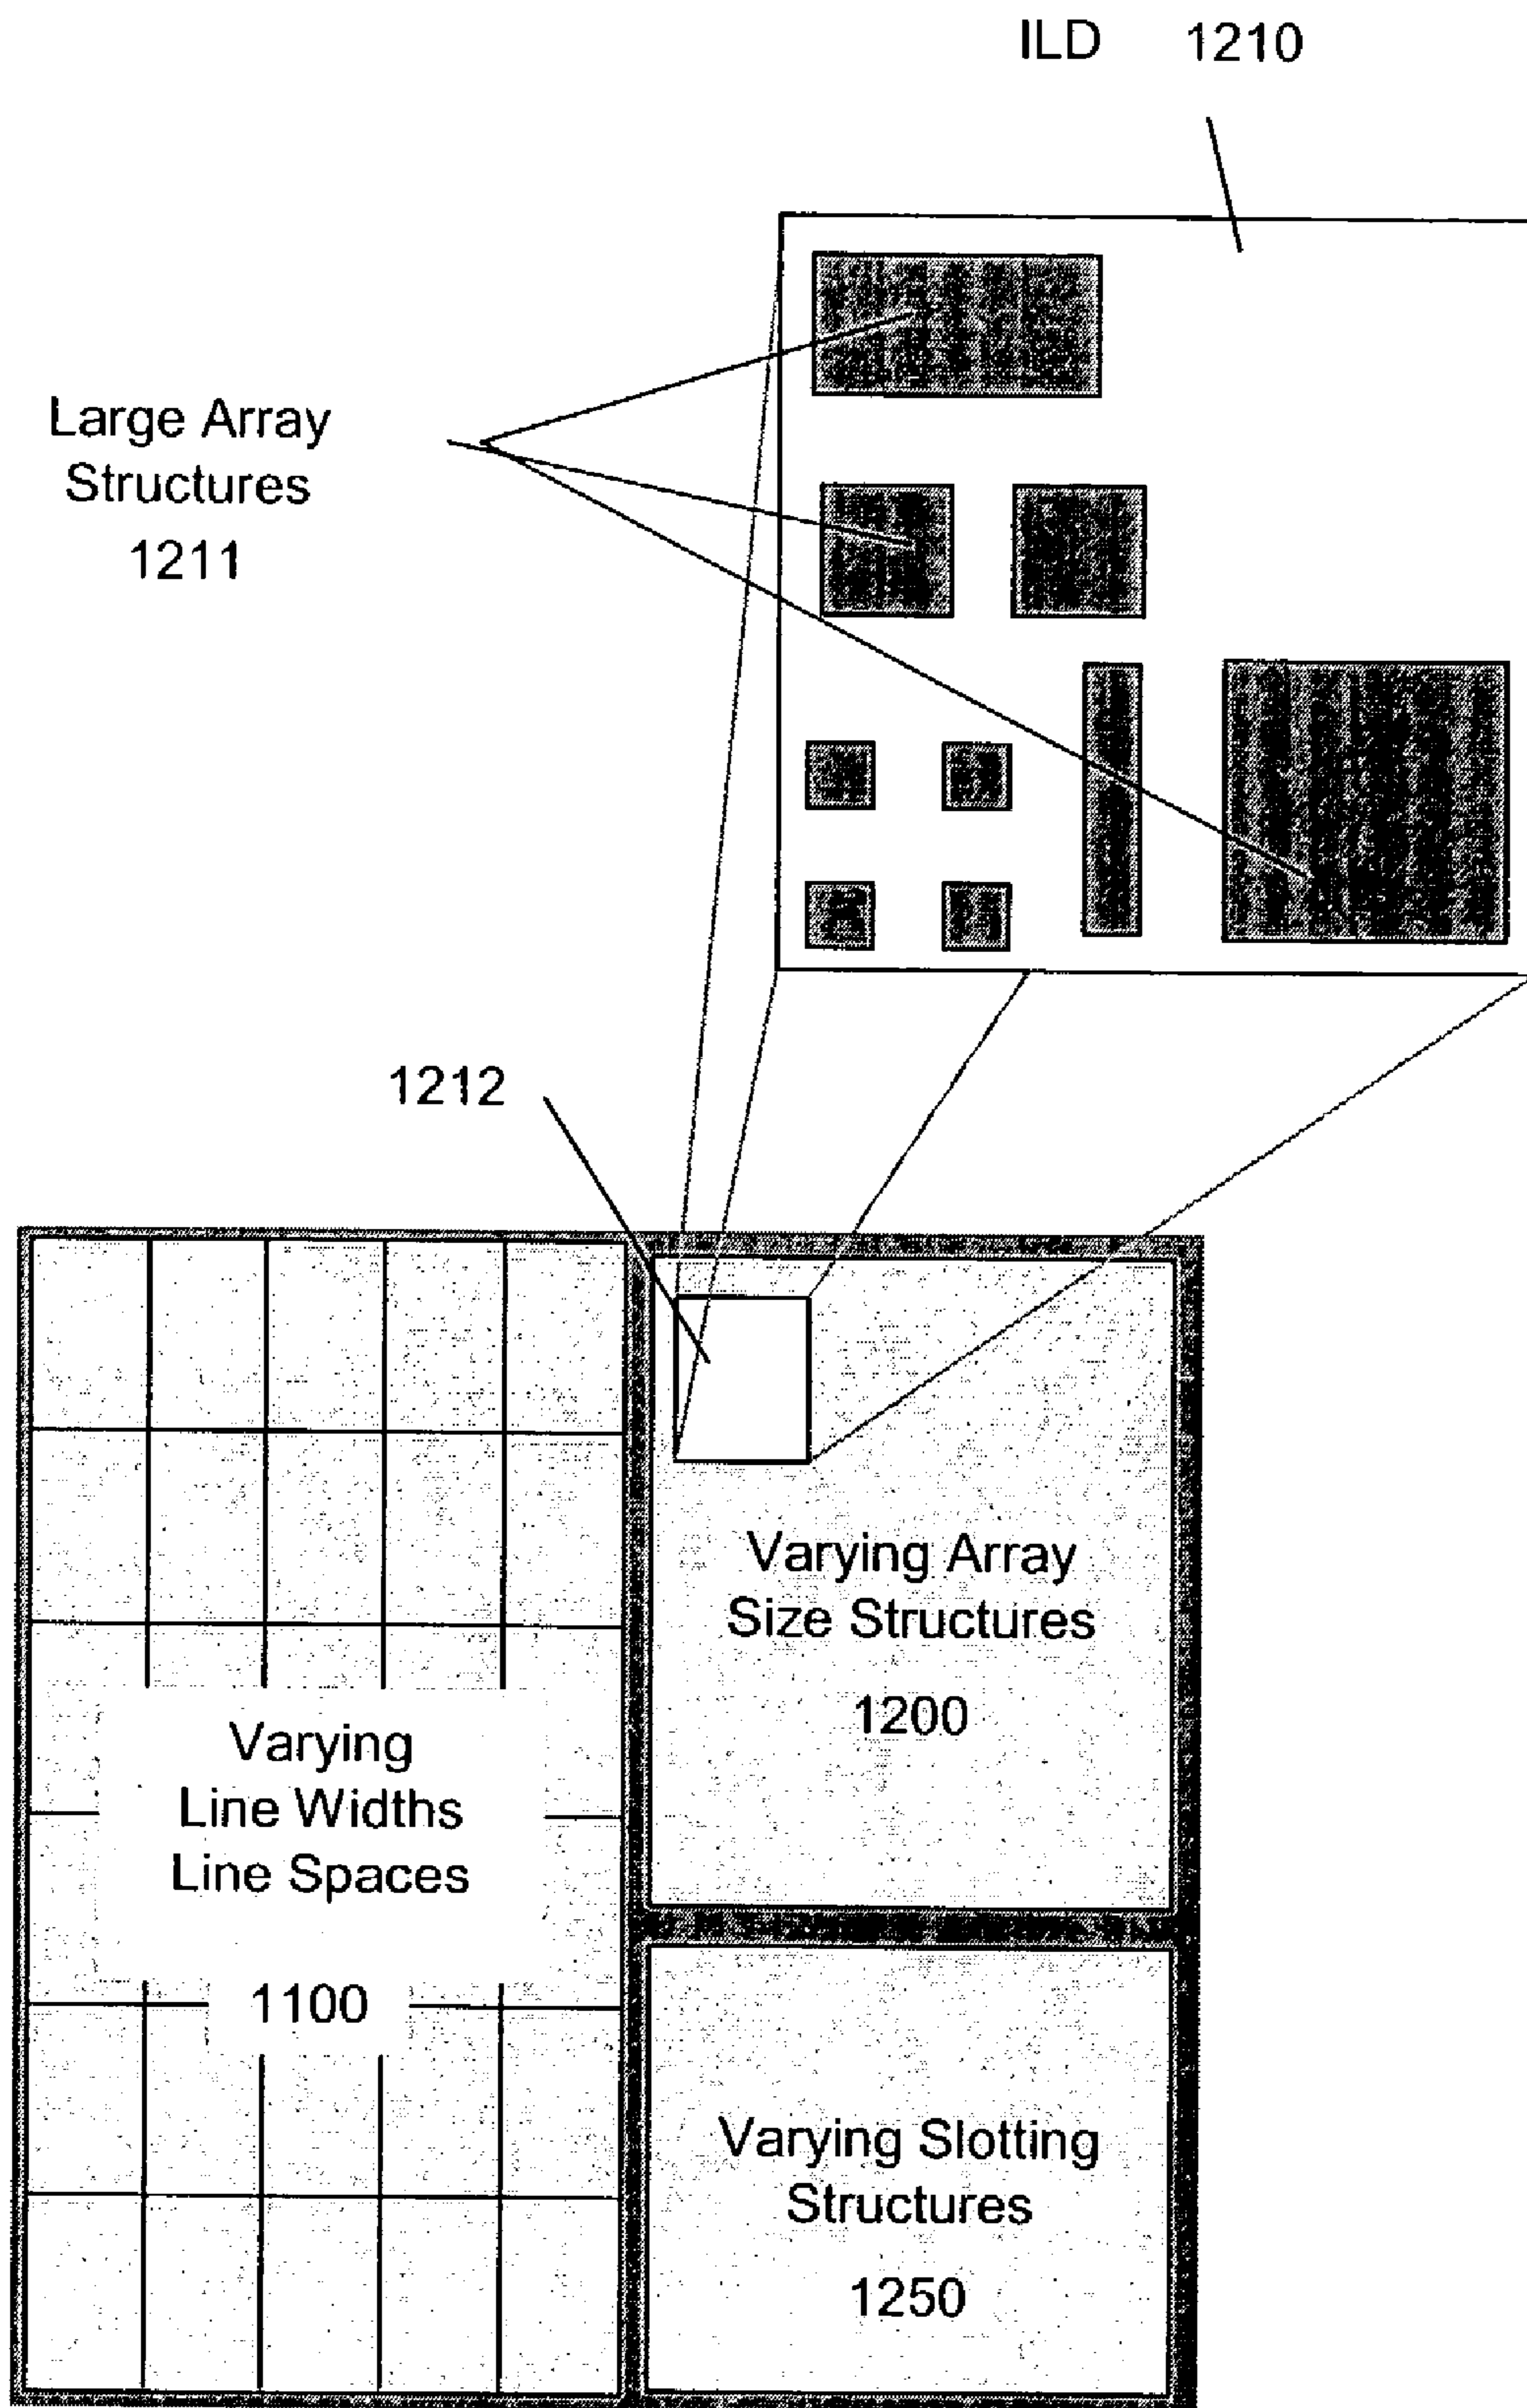 ILD 1210
Large Array
Structures
1211
1212
Varying Array
Size Structures
1200
Varying
Line Widths
Line Spaces
1100
Varying Slotting
Structures
1250